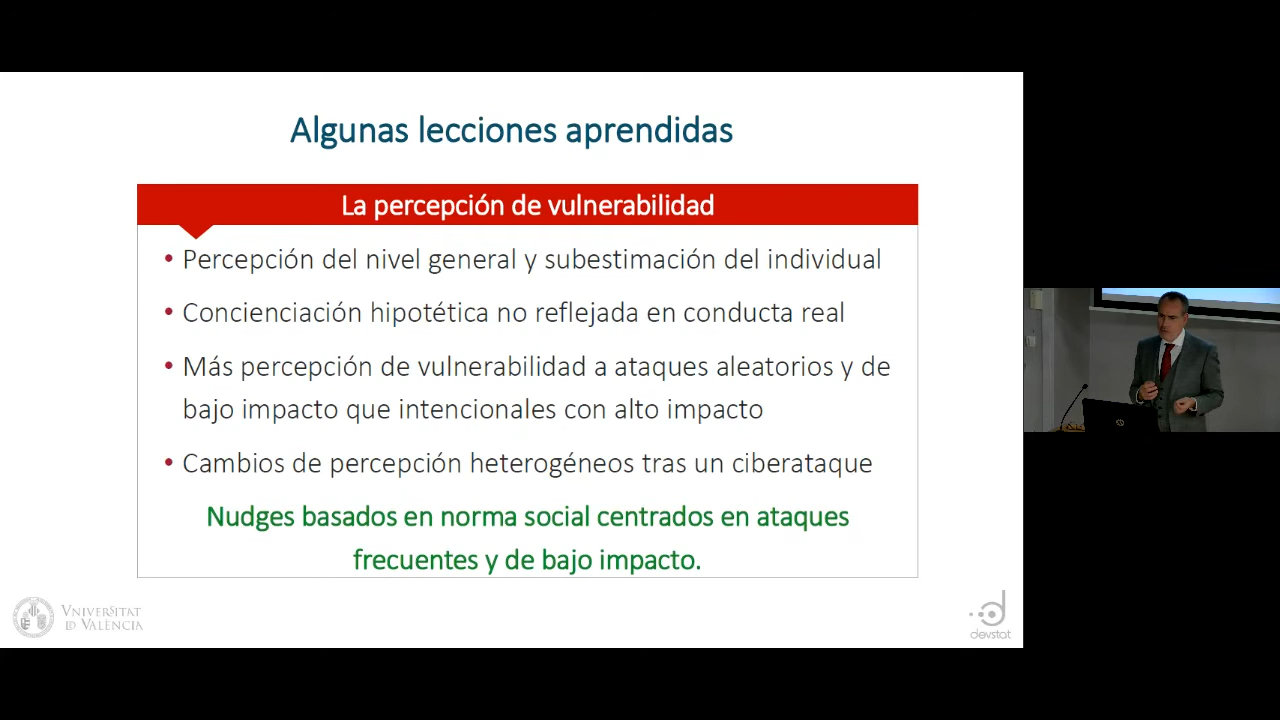 Algunas lecciones aprendidas
La percepción de vulnerabilidad
• Percepción del nivel general y subestimación del individual
• Concienciación hipotética no reflejada en conducta real
• Más percepción de vulnerabilidad a ataques aleatorios y de
bajo impacto que intencionales con alto impacto
• Cambios de percepción heterogéneos tras un ciberataque
Nudges basados en norma social centrados en ataques
frecuentes y de bajo impacto.
VNIVERSITAT
D VALÈNCIA
devstat